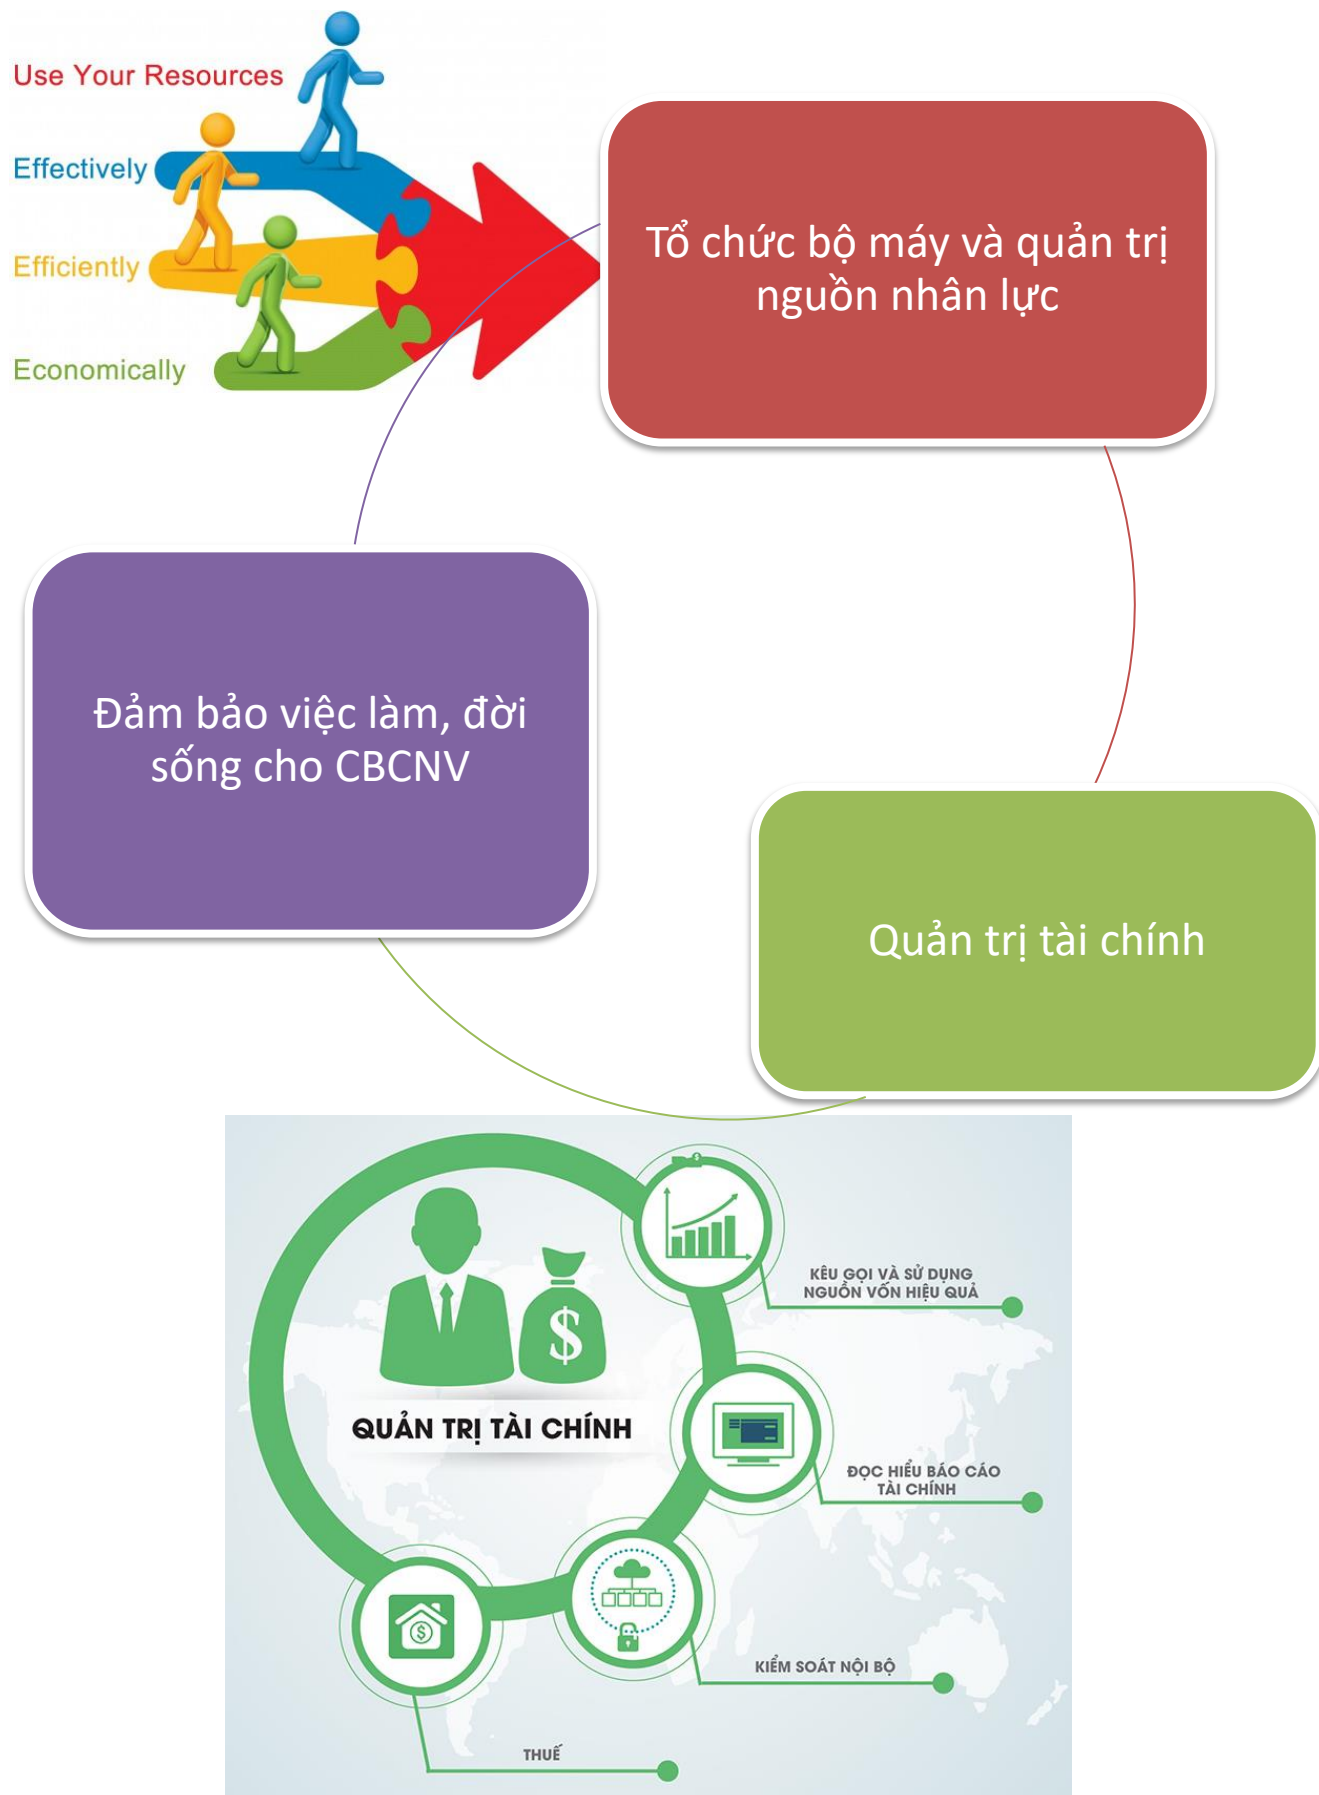 Use Your Resources
Effectively
Efficiently
Economically
Tổ chức bộ máy và quản trị
nguồn nhân lực
Đảm bảo việc làm, đời
sống cho CBCNV
Quản trị tài chính
QUẢN TRỊ TÀI CHÍNH
KÊU GỌI VÀ SỬ DỤNG
NGUỒN VỐN HIỆU QUẢ
ĐỌC HIỂU BÁO CÁO
TÀI CHÍNH
KIỂM SOÁT NỘI BỘ
THUẾ